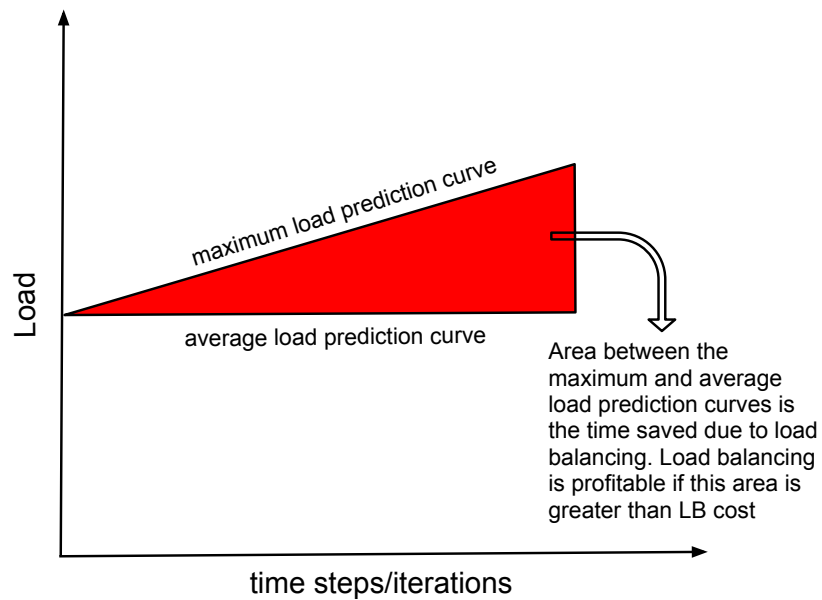 maximum load prediction curve
Load
average load prediction curve
Area between the
maximum and average
load prediction curves is
the time saved due to load
balancing. Load balancing
is profitable if this area is
greater than LB cost
time steps/iterations